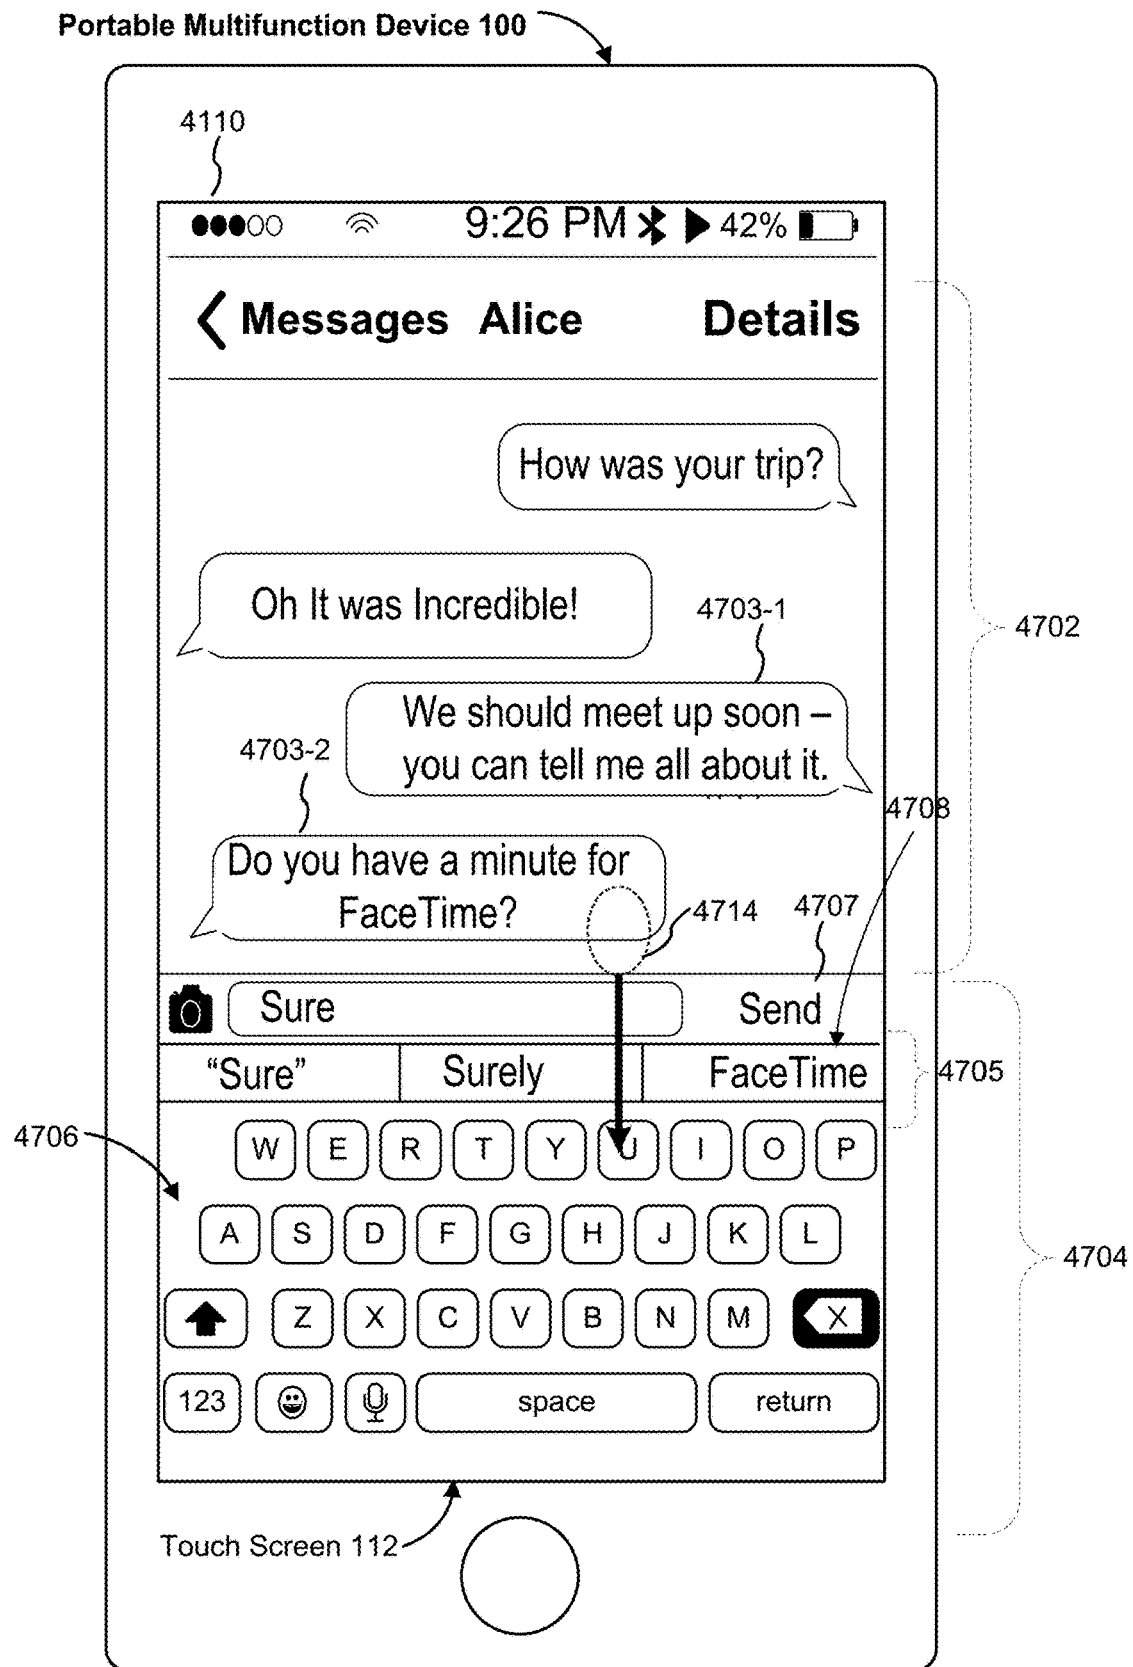 Portable Multifunction Device 100
4110
9:26 PM 42%
Messages Alice Details
How was your trip?
Oh It was Incredible!
4703-1
4702
We should meet up soon –
you can tell me all about it.
4703-2
4708
Do you have a minute for
FaceTime?
4714
4707
Sure
Send
“Sure” Surely FaceTime
4705
4706
W E R T Y U I O P
A S D F G H J K L
4704
Z X C V B N M X
123 space return
Touch Screen 112